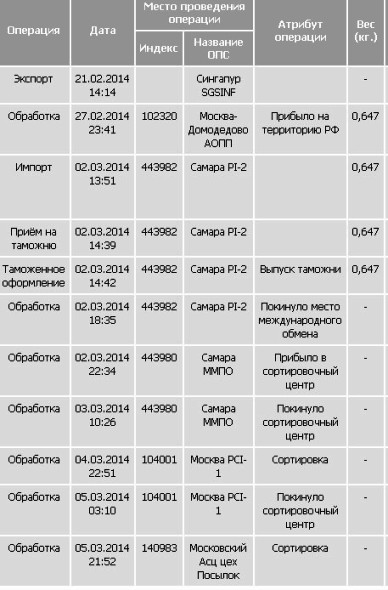 Операция Дата Место проведения операции Атрибут операции Вес (кг.)
Индекс Название ОПС
Экспорт 21.02.2014 14:14 Сингапур SGSINF -
Обработка 27.02.2014 23:41 102320 Москва-Домодедово АОПП Прибыло на территорию РФ 0,647
Импорт 02.03.2014 13:51 443982 Самара PI-2 0,647
Приём на таможню 02.03.2014 14:39 443982 Самара PI-2 0,647
Таможенное оформление 02.03.2014 14:42 443982 Самара PI-2 Выпуск таможни 0,647
Обработка 02.03.2014 18:35 443982 Самара PI-2 Покинуло место международного обмена -
Обработка 02.03.2014 22:34 443980 Самара ММПО Прибыло в сортировочный центр -
Обработка 03.03.2014 10:26 443980 Самара ММПО Покинуло сортировочный центр -
Обработка 04.03.2014 22:51 104001 Москва PCI-1 Сортировка -
Обработка 05.03.2014 03:10 104001 Москва PCI-1 Покинуло сортировочный центр -
Обработка 05.03.2014 21:52 140983 Московский Асц цех Посылок Сортировка -